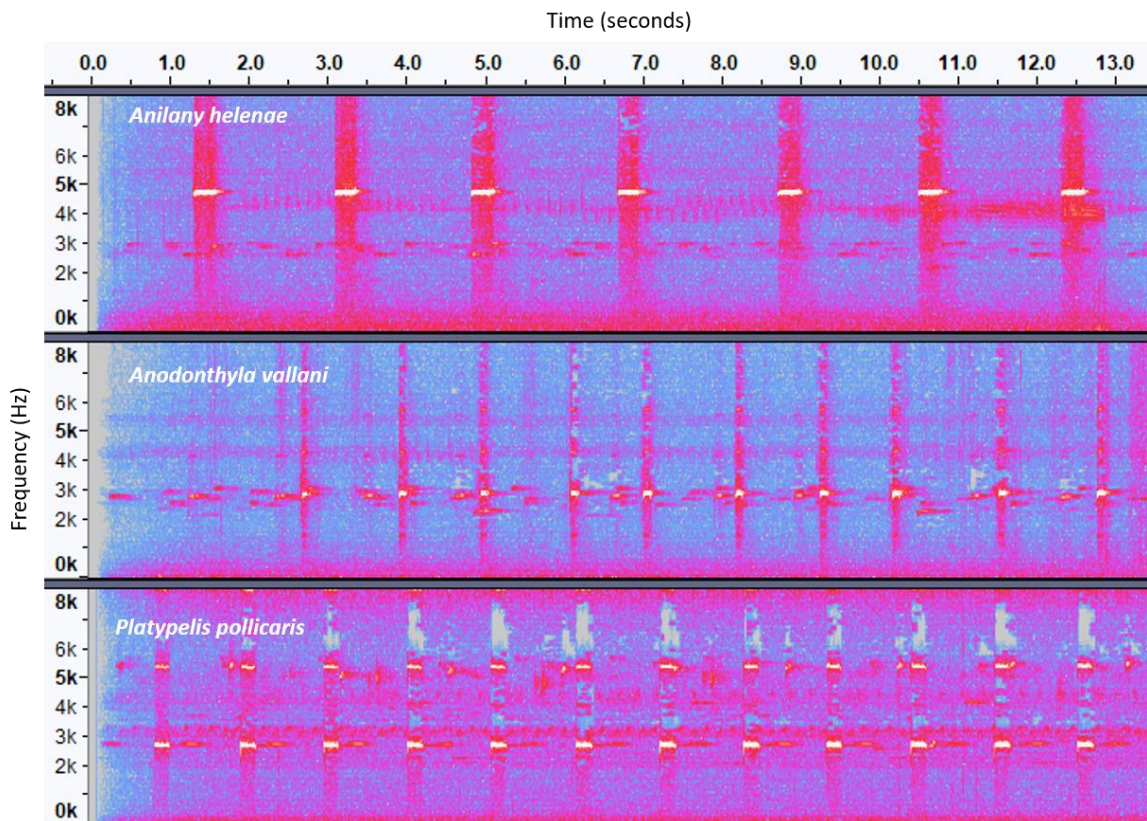 Time (seconds)
0.0 1.0 2.0 3.0 4.0 5.0 6.0 7.0 8.0 9.0 10.0 11.0 12.0 13.0
Frequency (Hz)
8k
Anilany helenae
6k
5k
4k
3k
2k
0k
8k
Anodonthyla vallani
6k
5k
4k
3k
2k
0k
8k
Platypelis pollicaris
6k
5k
4k
3k
2k
0k